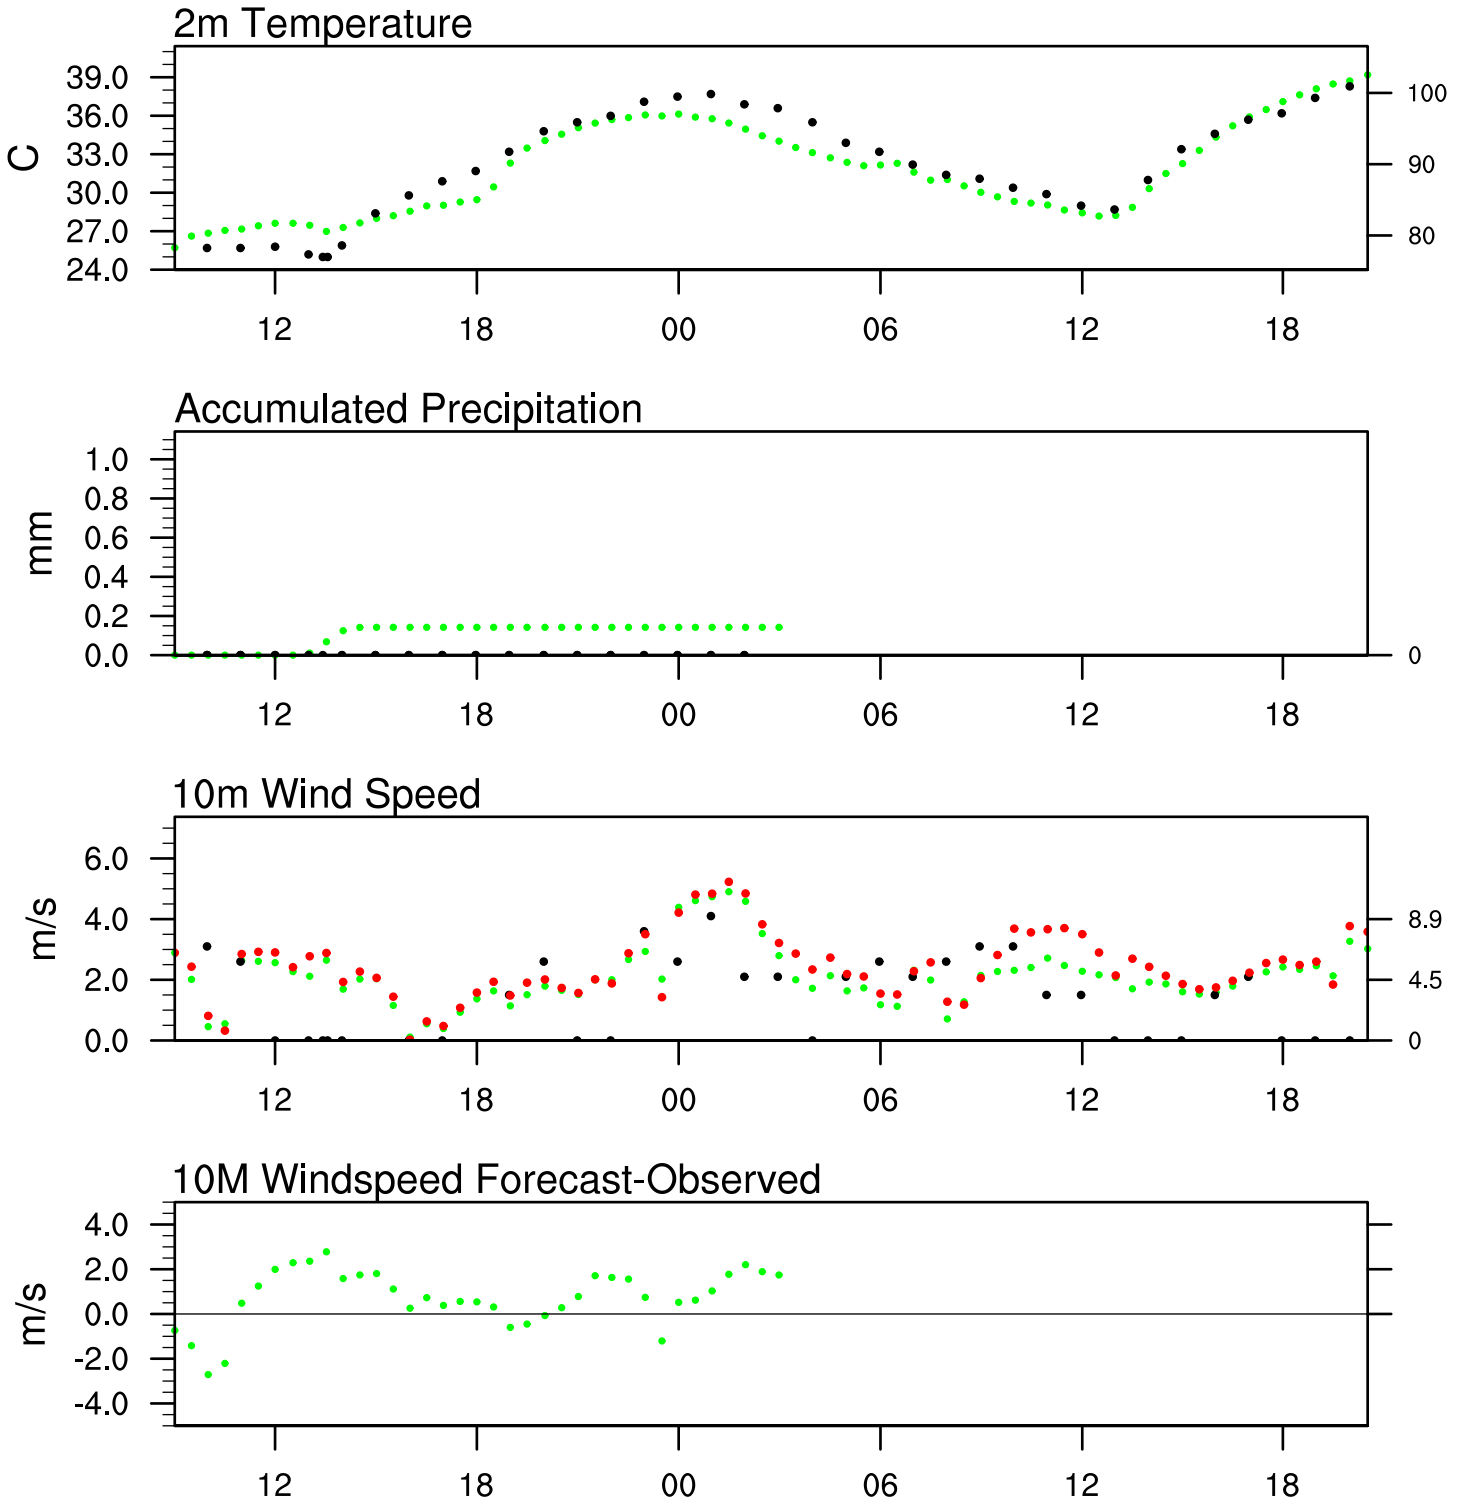 2m Temperature
39.0
36.0
33.0
30.0
27.0
24.0
C
100
90
80
12 18 00 06 12 18
Accumulated Precipitation
1.0
0.8
0.6
0.4
0.2
0.0
mm
0
12 18 00 06 12 18
10m Wind Speed
6.0
4.0
2.0
0.0
m/s
8.9
4.5
0
12 18 00 06 12 18
10M Windspeed Forecast-Observed
4.0
2.0
0.0
-2.0
-4.0
m/s
12 18 00 06 12 18